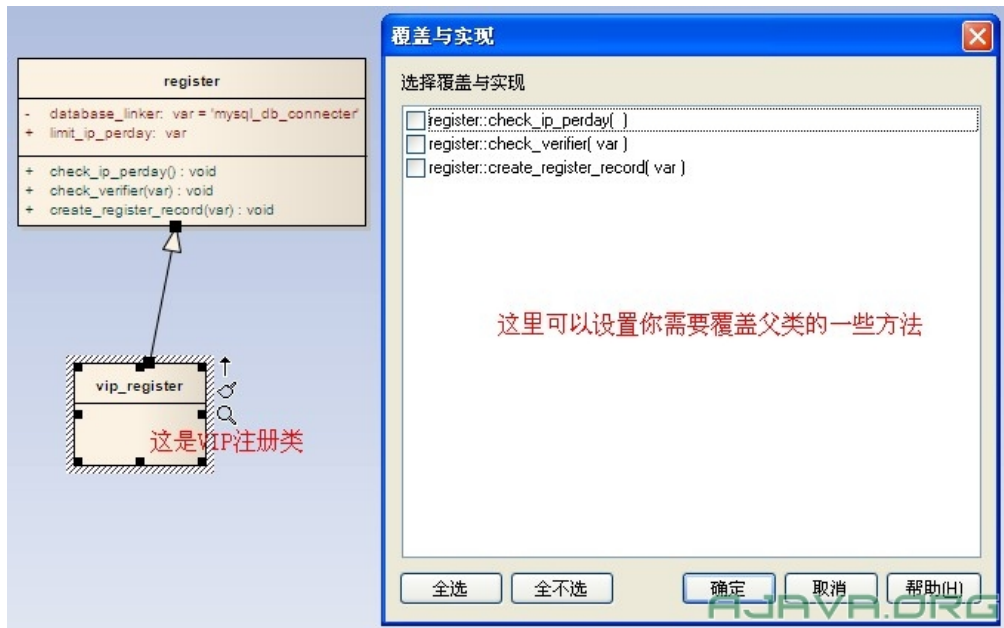 register
- database_linker: var = 'mysql_db_connecter'
+ limit_ip_perday: var
+ check_ip_perday() : void
+ check_verifier(var) : void
+ create_register_record(var) : void
vip_register
这是VIP注册类
覆盖与实现
选择覆盖与实现
register::check_ip_perday( )
register::check_verifier( var )
register::create_register_record( var )
这里可以设置你需要覆盖父类的一些方法
全选
全不选
确定
取消
帮助(H)
AJAVA.ORG